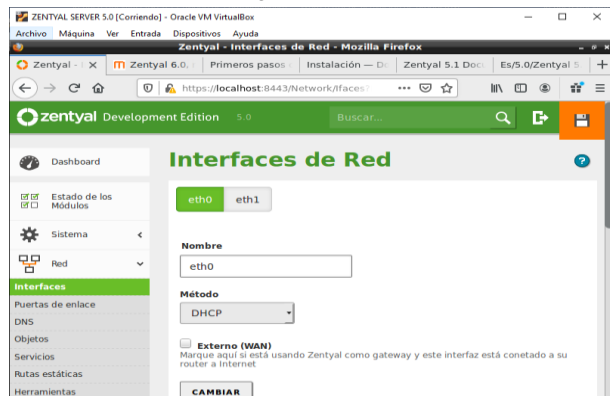 ZENTYAL SERVER 5.0 [Corriendo] - Oracle VM VirtualBox
Archivo Máquina Ver Entrada Dispositivos Ayuda
Zentyal - Interfaces de Red - Mozilla Firefox
Zentyal - I
Zentyal 6.0,
Primeros pasos
Instalación — Do
Zentyal 5.1 Doc
Es/5.0/Zentyal 5
https://localhost:8443/Network/Ifaces?
zentyal Development Edition 5.0
Buscar...
Dashboard
Interfaces de Red
Estado de los
Módulos
eth0 eth1
Sistema
Nombre
Red
eth0
Interfaces
Método
Puertas de enlace
DHCP
DNS
Objetos
Externo (WAN)
Servicios
Marque aquí si está usando Zentyal como gateway y este interfaz está conetado a su
router a Internet
Rutas estáticas
Herramientas
CAMBIAR